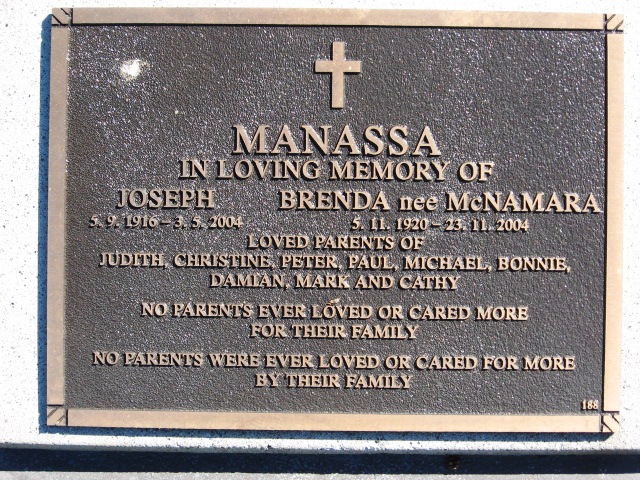 MANASSA
IN LOVING MEMORY OF
JOSEPH BRENDA nee McNAMARA
5. 9. 1916 – 3. 5. 2004 5. 11. 1920 – 23. 11. 2004
LOVED PARENTS OF
JUDITH, CHRISTINE, PETER, PAUL, MICHAEL, BONNIE,
DAMIAN, MARK AND CATHY
NO PARENTS EVER LOVED OR CARED MORE
FOR THEIR FAMILY
NO PARENTS WERE EVER LOVED OR CARED FOR MORE
BY THEIR FAMILY
188